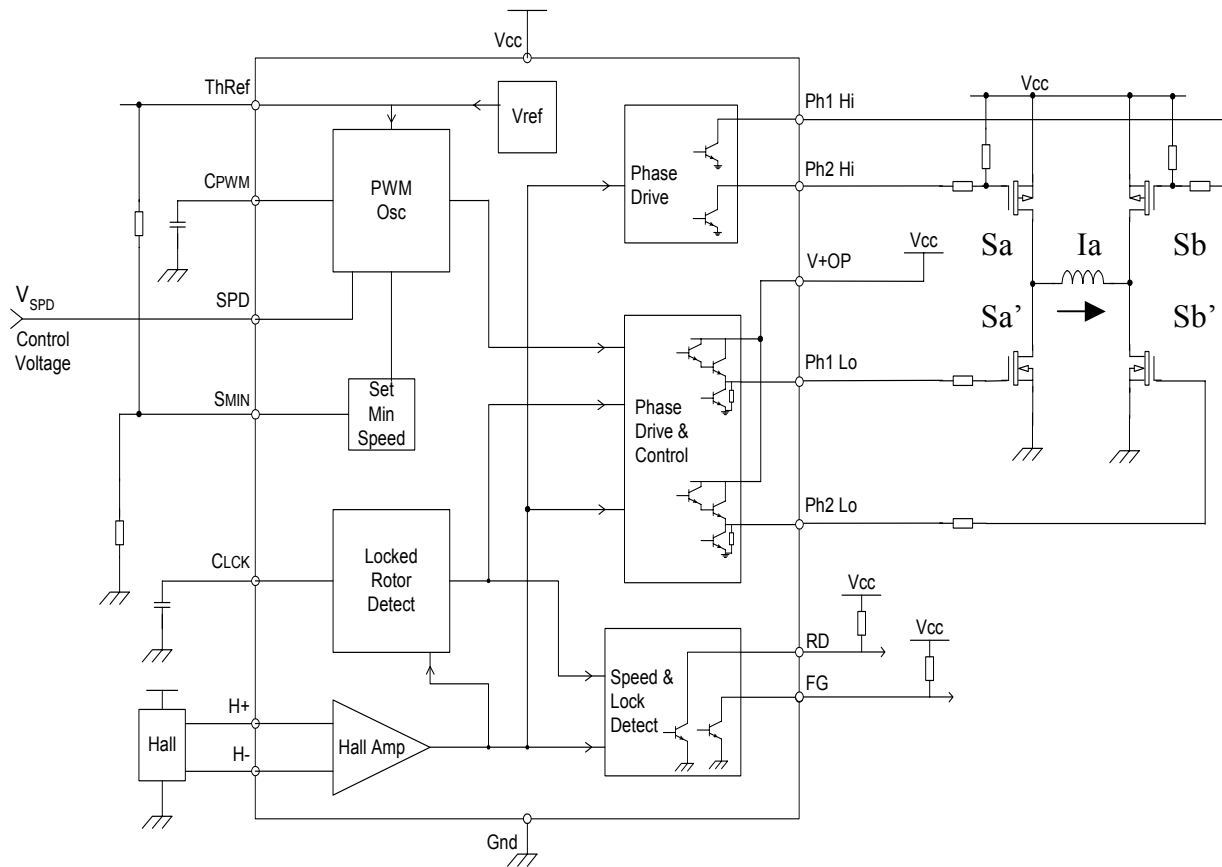 Vcc
ThRef
Vref
Ph1 Hi
Vcc
CPWM
PWM
Osc
Phase
Drive
Ph2 Hi
Sa
Ia
Sb
V+OP
Vcc
VSPD
Control
Voltage
SPD
Sa’
Sb’
SMIN
Set
Min
Speed
Phase
Drive &
Control
Ph1 Lo
Ph2 Lo
CLCK
Locked
Rotor
Detect
Vcc
Vcc
RD
FG
Speed &
Lock
Detect
Hall
H+
H-
Hall Amp
Gnd